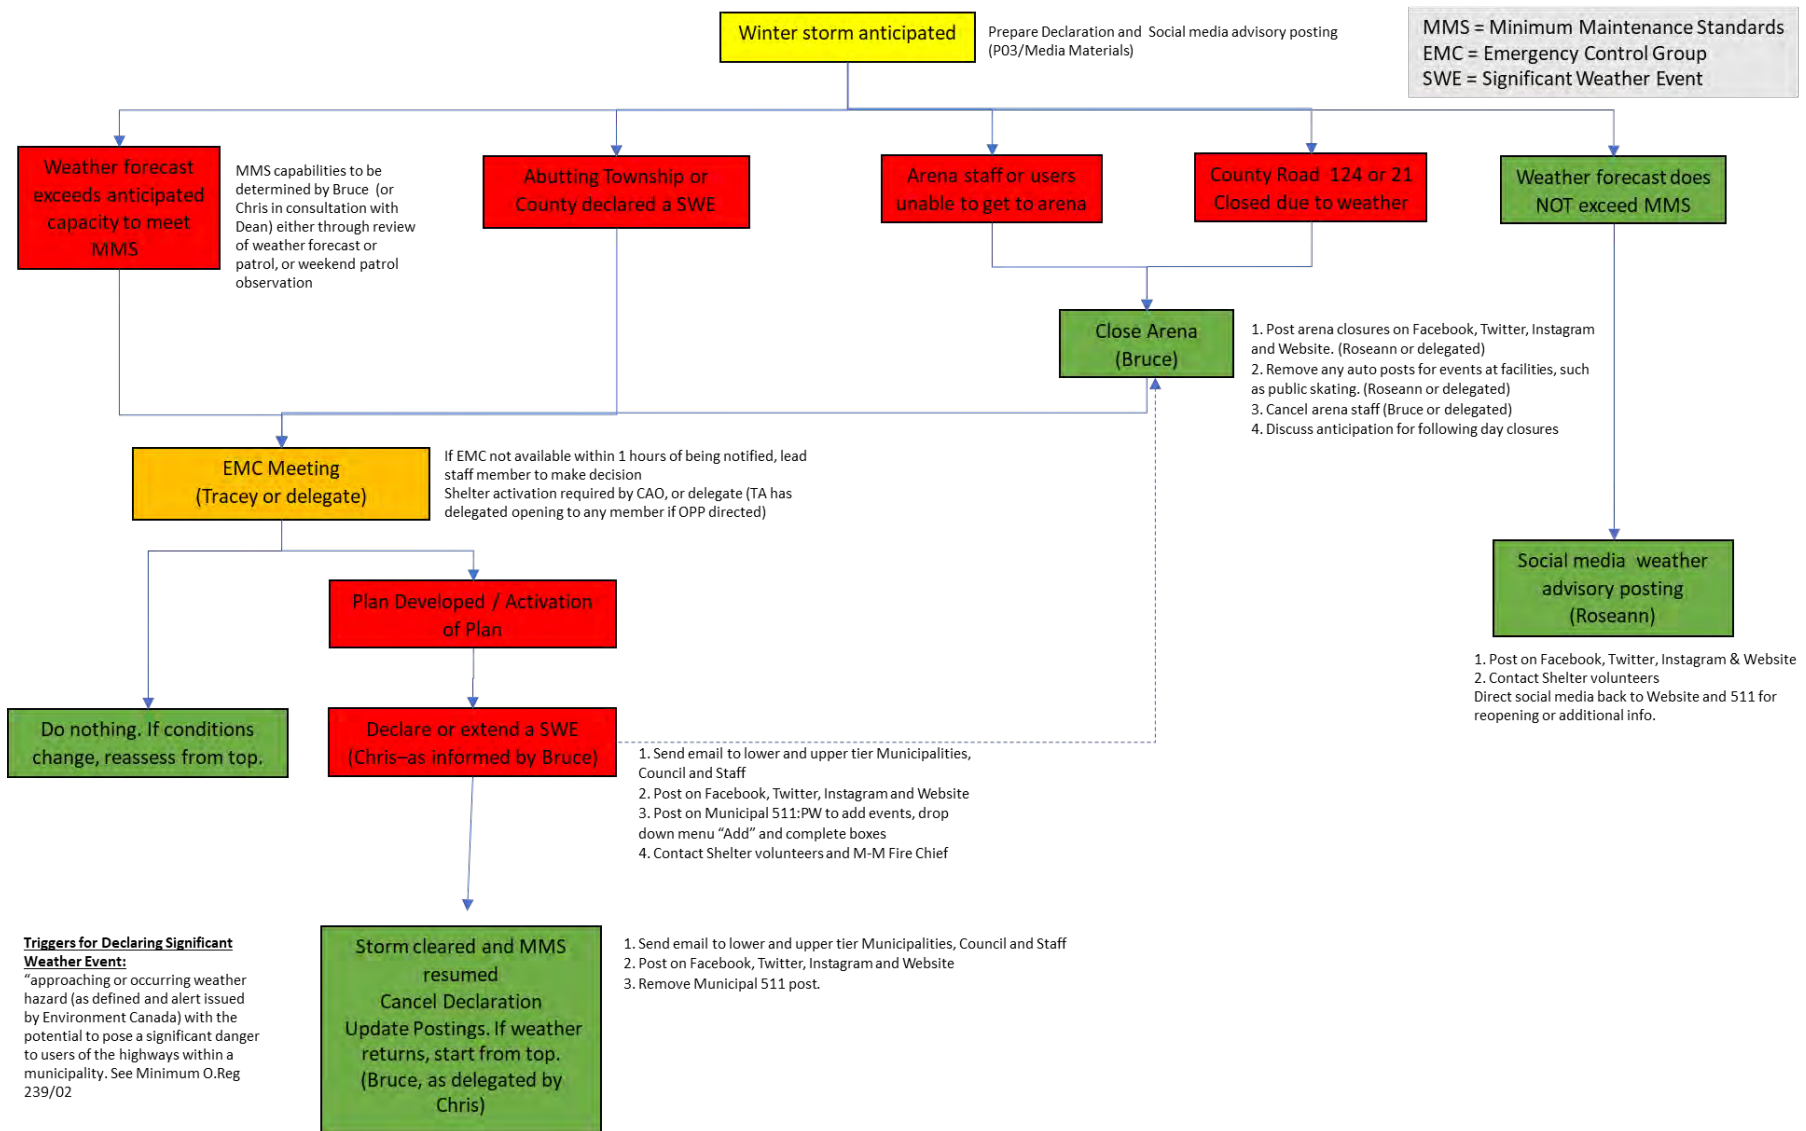 Winter storm anticipated
Prepare Declaration and Social media advisory posting
(P03/Media Materials)
MMS = Minimum Maintenance Standards
EMC = Emergency Control Group
SWE = Significant Weather Event
Weather forecast
exceeds anticipated
capacity to meet
MMS
MMS capabilities to be
determined by Bruce (or
Chris in consultation with
Dean) either through review
of weather forecast or
patrol, or weekend patrol
observation
Abutting Township or
County declared a SWE
Arena staff or users
unable to get to arena
County Road 124 or 21
Closed due to weather
Weather forecast does
NOT exceed MMS
Close Arena
(Bruce)
1. Post arena closures on Facebook, Twitter, Instagram
and Website. (Roseann or delegated)
2. Remove any auto posts for events at facilities, such
as public skating. (Roseann or delegated)
3. Cancel arena staff (Bruce or delegated)
4. Discuss anticipation for following day closures
EMC Meeting
(Tracey or delegate)
If EMC not available within 1 hours of being notified, lead
staff member to make decision
Shelter activation required by CAO, or delegate (TA has
delegated opening to any member if OPP directed)
Plan Developed / Activation
of Plan
Social media weather
advisory posting
(Roseann)
1. Post on Facebook, Twitter, Instagram & Website
2. Contact Shelter volunteers
Direct social media back to Website and 511 for
reopening or additional info.
Do nothing. If conditions
change, reassess from top.
Declare or extend a SWE
(Chris–as informed by Bruce)
1. Send email to lower and upper tier Municipalities,
Council and Staff
2. Post on Facebook, Twitter, Instagram and Website
3. Post on Municipal 511:PW to add events, drop
down menu “Add” and complete boxes
4. Contact Shelter volunteers and M-M Fire Chief
Triggers for Declaring Significant
Weather Event:
“approaching or occurring weather
hazard (as defined and alert issued
by Environment Canada) with the
potential to pose a significant danger
to users of the highways within a
municipality. See Minimum O.Reg
239/02
Storm cleared and MMS
resumed
Cancel Declaration
Update Postings. If weather
returns, start from top.
(Bruce, as delegated by
Chris)
1. Send email to lower and upper tier Municipalities, Council and Staff
2. Post on Facebook, Twitter, Instagram and Website
3. Remove Municipal 511 post.